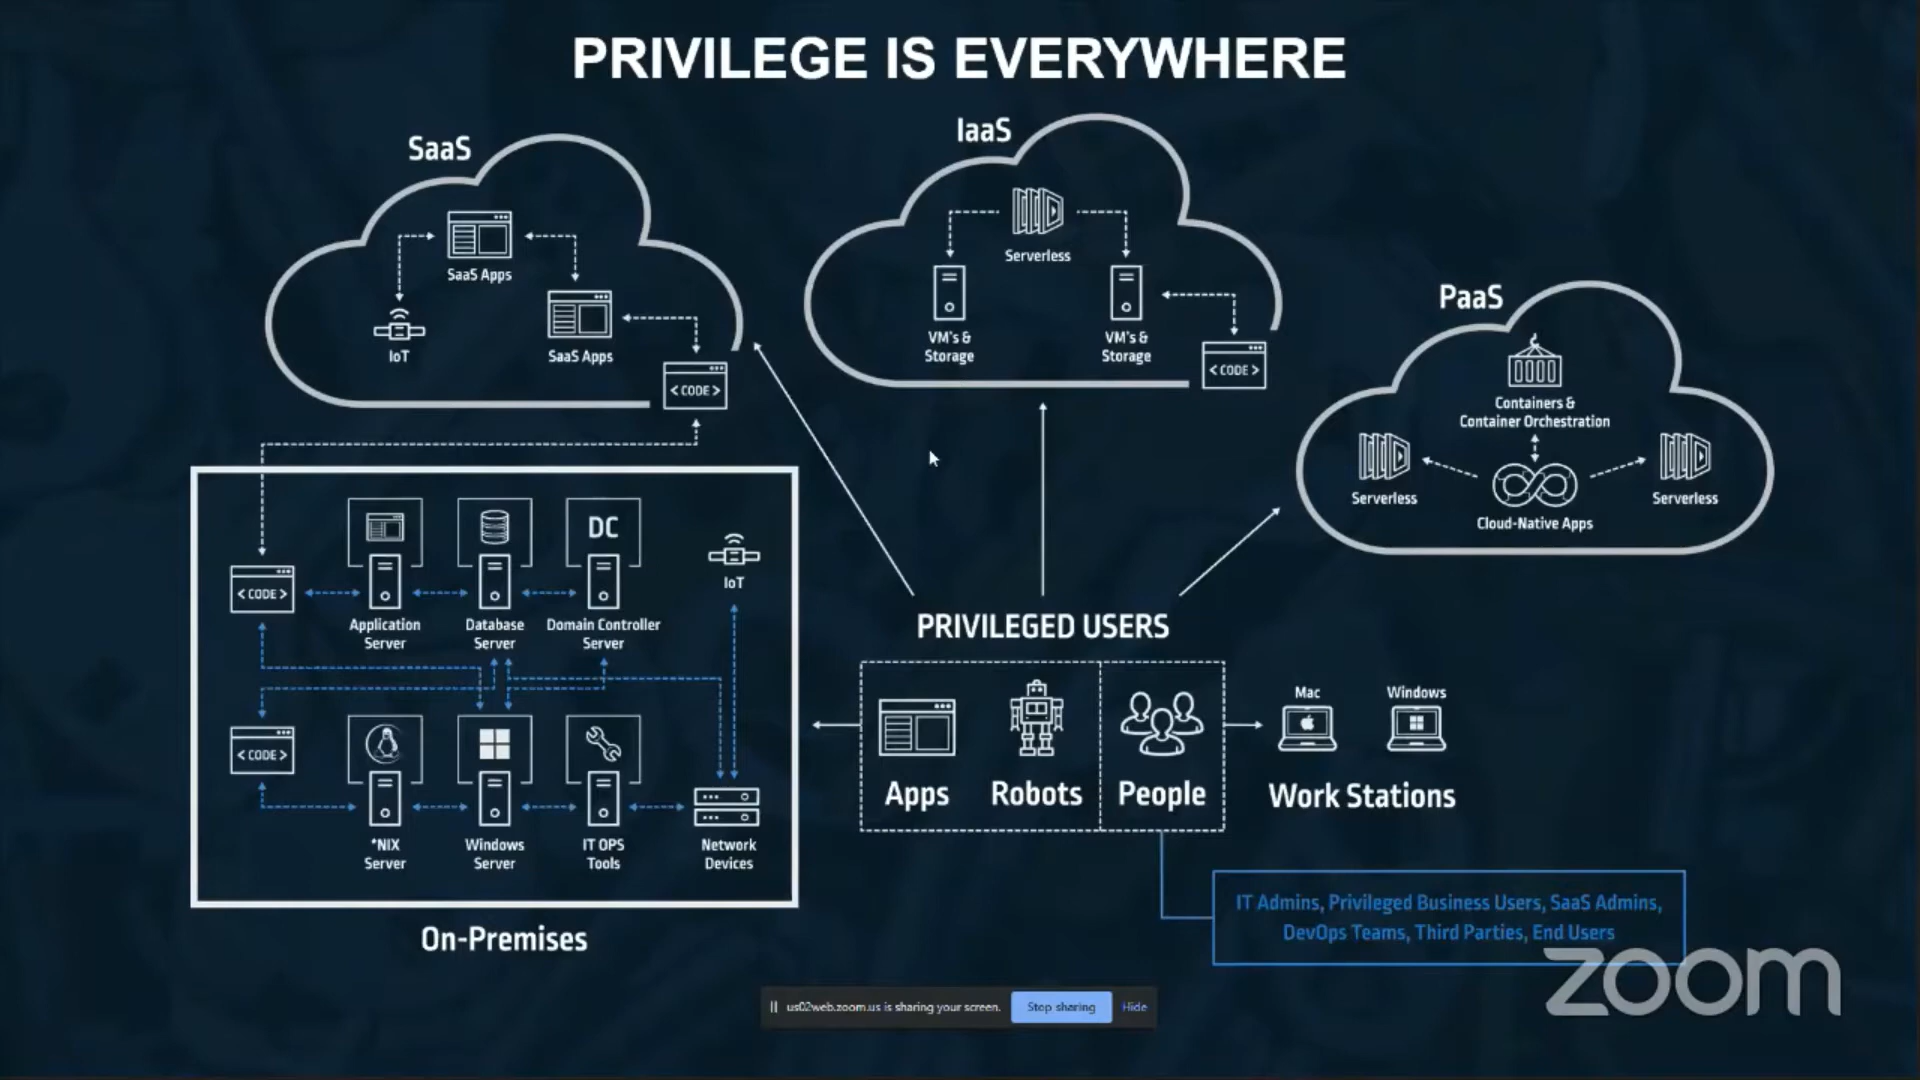 PRIVILEGE IS EVERYWHERE
SaaS
SaaS Apps
IoT
SaaS Apps
< CODE >
IaaS
Serverless
VM's &
Storage
VM's &
Storage
< CODE >
PaaS
Containers &
Container Orchestration
Serverless
Serverless
Cloud-Native Apps
DC
IoT
< CODE >
Application
Server
Database
Server
Domain Controller
Server
< CODE >
*NIX
Server
Windows
Server
IT OPS
Tools
Network
Devices
On-Premises
PRIVILEGED USERS
Apps
Robots
People
Mac
Windows
Work Stations
IT Admins, Privileged Business Users, SaaS Admins,
DevOps Teams, Third Parties, End Users
zoom
us02web.zoom.us is sharing your screen.
Stop sharing
Hide